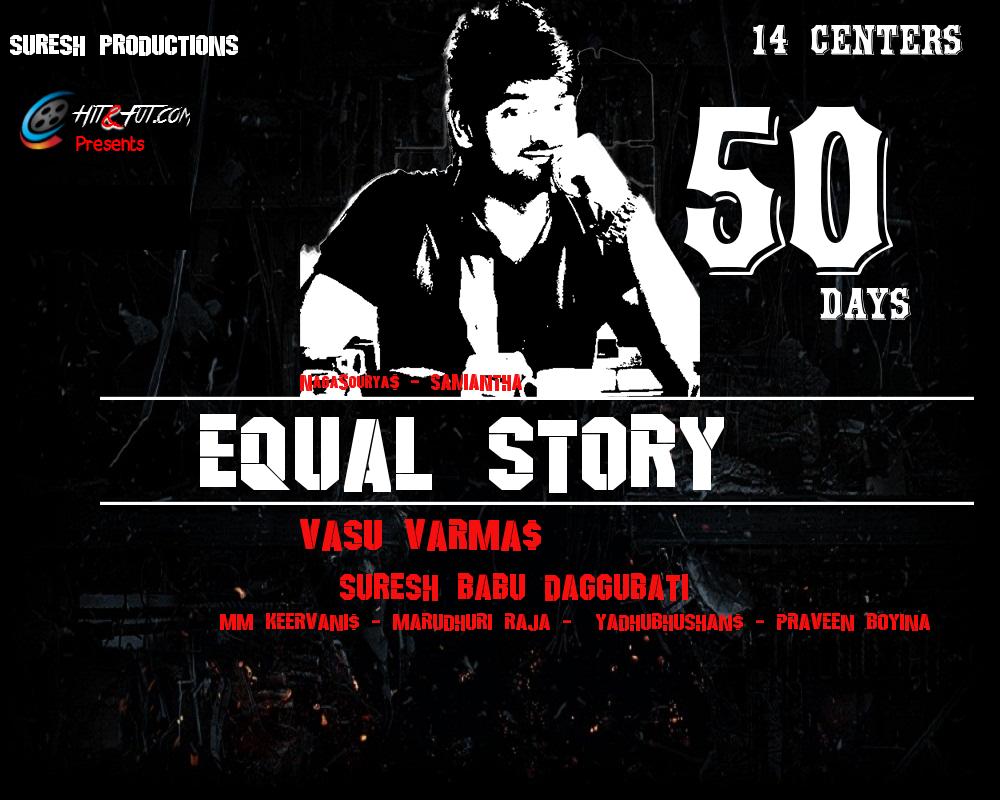 SURESH PRODUCTIONS
14 CENTERS
HIT&FUT.COM
Presents
50
DAYS
NAGA$OURYA$ - SAMANTHA
EQUAL STORY
VASU VARMA$
SURESH BABU DAGGUBATI
MM KEERVANI$ - MARUDHURI RAJA - YADHUBHUSHAN$ - PRAVEEN BOYINA